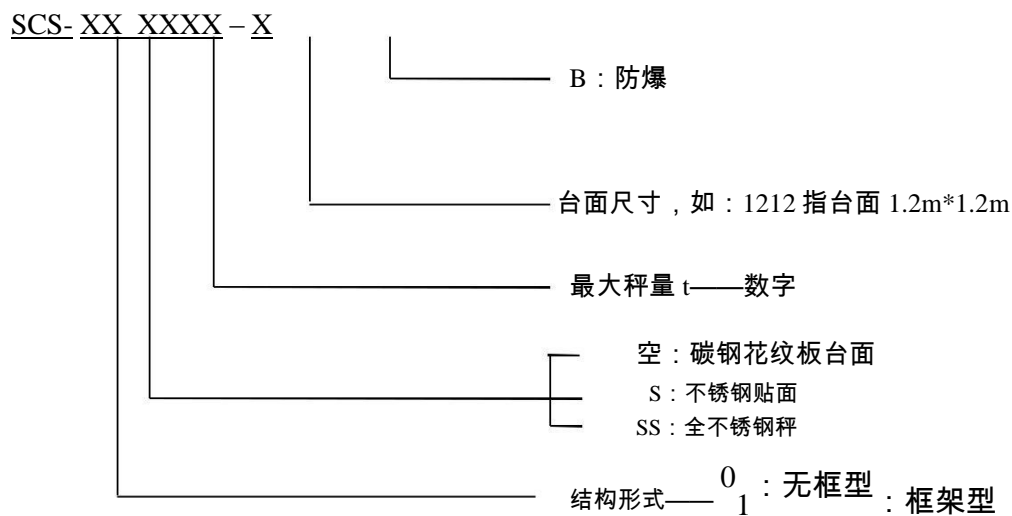 SCS- XX XXXX – X
B：防爆
台面尺寸，如：1212 指台面 1.2m*1.2m
最大秤量 t——数字
空：碳钢花纹板台面
S：不锈钢贴面
SS：全不锈钢秤
结构形式—— 0：无框型
1：框架型